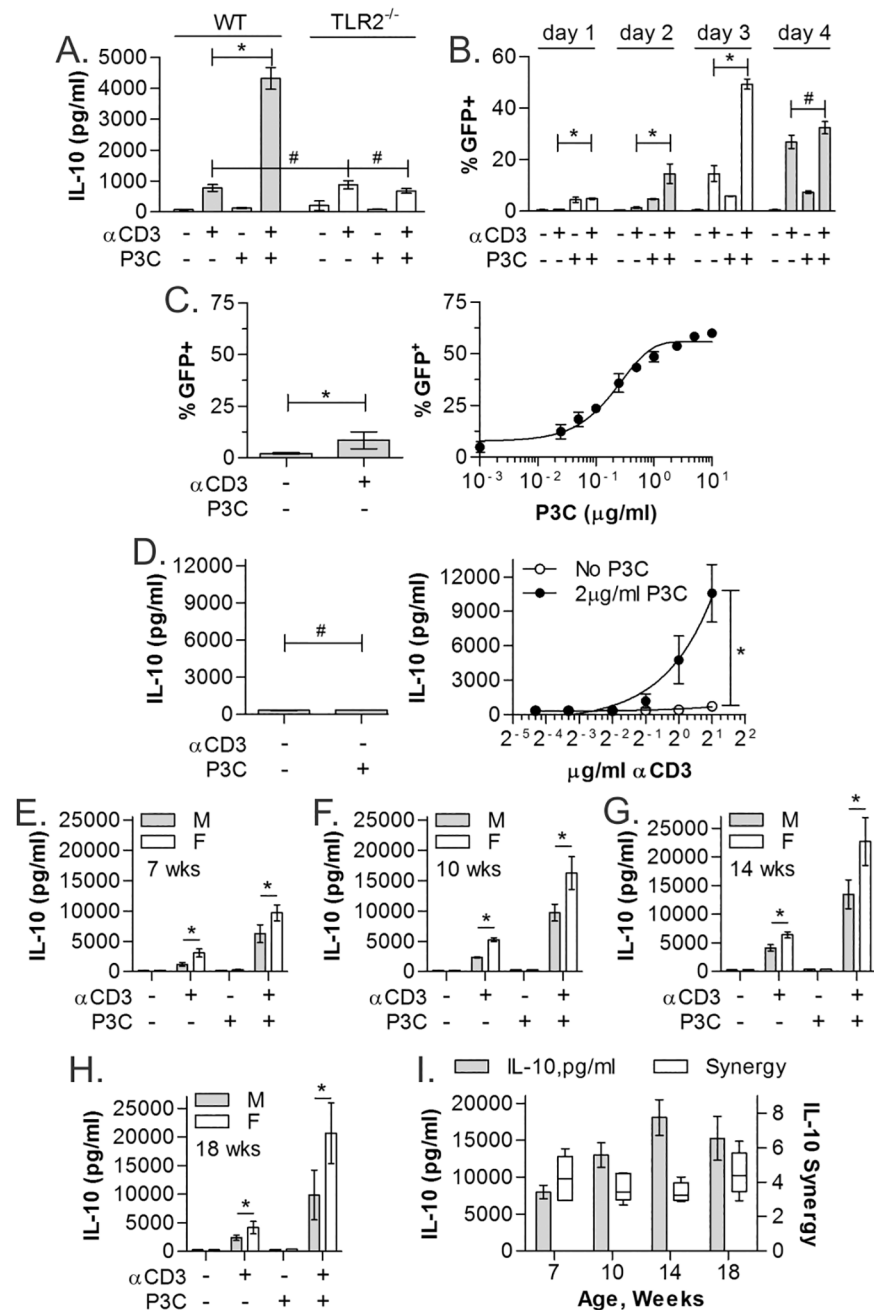 A.
WT
TLR2-/-
*
#
#
IL-10 (pg/ml)
5000
4000
3000
2000
1000
0
αCD3 - + - + - + - +
P3C - - + + - - + +
B.
day 1 day 2 day 3 day 4
*
*
*
#
% GFP+
60
40
20
0
αCD3 - + - + - + - + - + - + - + - +
P3C - - + + - - + + - - + + - - + +
C.
% GFP+
75
50
25
0
*
αCD3 - +
P3C - -
% GFP+
75
50
25
0
10-3 10-2 10-1 100 101
P3C (μg/ml)
D.
IL-10 (pg/ml)
12000
9000
6000
3000
0
#
αCD3 - -
P3C - +
IL-10 (pg/ml)
12000
9000
6000
3000
0
No P3C
2μg/ml P3C
*
2-5 2-4 2-3 2-2 2-1 20 21 22
μg/ml αCD3
E.
IL-10 (pg/ml)
25000
20000
15000
10000
5000
0
M
F
7 wks
*
*
αCD3 - + - +
P3C - - + +
F.
IL-10 (pg/ml)
25000
20000
15000
10000
5000
0
M
F
10 wks
*
*
αCD3 - + - +
P3C - - + +
G.
IL-10 (pg/ml)
25000
20000
15000
10000
5000
0
M
F
14 wks
*
*
αCD3 - + - +
P3C - - + +
H.
IL-10 (pg/ml)
25000
20000
15000
10000
5000
0
M
F
18 wks
*
*
αCD3 - + - +
P3C - - + +
I.
IL-10,pg/ml
Synergy
IL-10 (pg/ml)
20000
15000
10000
5000
0
8
6
4
2
0
IL-10 Synergy
7 10 14 18
Age, Weeks